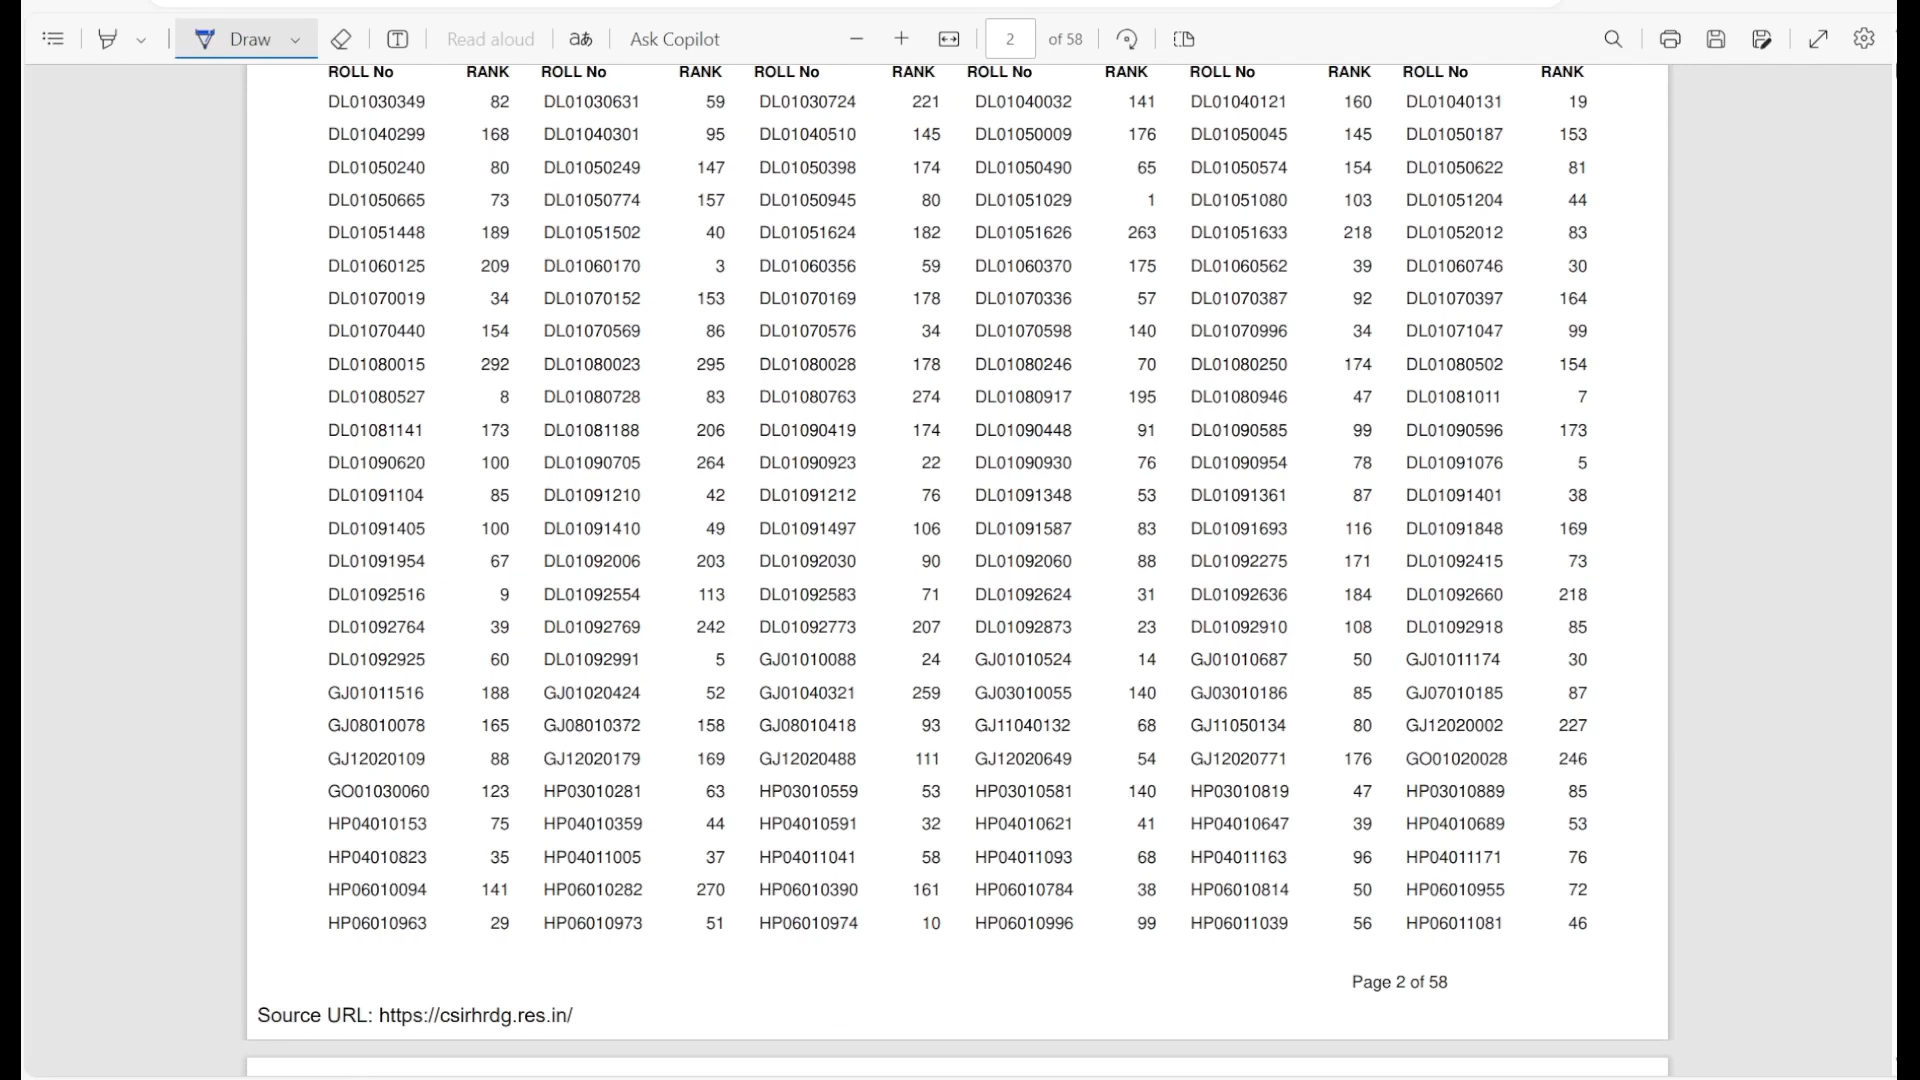 Draw Read aloud aあ Ask Copilot 2 of 58
ROLL No RANK ROLL No RANK ROLL No RANK ROLL No RANK ROLL No RANK ROLL No RANK
DL01030349 82 DL01030631 59 DL01030724 221 DL01040032 141 DL01040121 160 DL01040131 19
DL01040299 168 DL01040301 95 DL01040510 145 DL01050009 176 DL01050045 145 DL01050187 153
DL01050240 80 DL01050249 147 DL01050398 174 DL01050490 65 DL01050574 154 DL01050622 81
DL01050665 73 DL01050774 157 DL01050945 80 DL01051029 1 DL01051080 103 DL01051204 44
DL01051448 189 DL01051502 40 DL01051624 182 DL01051626 263 DL01051633 218 DL01052012 83
DL01060125 209 DL01060170 3 DL01060356 59 DL01060370 175 DL01060562 39 DL01060746 30
DL01070019 34 DL01070152 153 DL01070169 178 DL01070336 57 DL01070387 92 DL01070397 164
DL01070440 154 DL01070569 86 DL01070576 34 DL01070598 140 DL01070996 34 DL01071047 99
DL01080015 292 DL01080023 295 DL01080028 178 DL01080246 70 DL01080250 174 DL01080502 154
DL01080527 8 DL01080728 83 DL01080763 274 DL01080917 195 DL01080946 47 DL01081011 7
DL01081141 173 DL01081188 206 DL01090419 174 DL01090448 91 DL01090585 99 DL01090596 173
DL01090620 100 DL01090705 264 DL01090923 22 DL01090930 76 DL01090954 78 DL01091076 5
DL01091104 85 DL01091210 42 DL01091212 76 DL01091348 53 DL01091361 87 DL01091401 38
DL01091405 100 DL01091410 49 DL01091497 106 DL01091587 83 DL01091693 116 DL01091848 169
DL01091954 67 DL01092006 203 DL01092030 90 DL01092060 88 DL01092275 171 DL01092415 73
DL01092516 9 DL01092554 113 DL01092583 71 DL01092624 31 DL01092636 184 DL01092660 218
DL01092764 39 DL01092769 242 DL01092773 207 DL01092873 23 DL01092910 108 DL01092918 85
DL01092925 60 DL01092991 5 GJ01010088 24 GJ01010524 14 GJ01010687 50 GJ01011174 30
GJ01011516 188 GJ01020424 52 GJ01040321 259 GJ03010055 140 GJ03010186 85 GJ07010185 87
GJ08010078 165 GJ08010372 158 GJ08010418 93 GJ11040132 68 GJ11050134 80 GJ12020002 227
GJ12020109 88 GJ12020179 169 GJ12020488 111 GJ12020649 54 GJ12020771 176 GO01020028 246
GO01030060 123 HP03010281 63 HP03010559 53 HP03010581 140 HP03010819 47 HP03010889 85
HP04010153 75 HP04010359 44 HP04010591 32 HP04010621 41 HP04010647 39 HP04010689 53
HP04010823 35 HP04011005 37 HP04011041 58 HP04011093 68 HP04011163 96 HP04011171 76
HP06010094 141 HP06010282 270 HP06010390 161 HP06010784 38 HP06010814 50 HP06010955 72
HP06010963 29 HP06010973 51 HP06010974 10 HP06010996 99 HP06011039 56 HP06011081 46
Page 2 of 58
Source URL: https://csirhrdg.res.in/